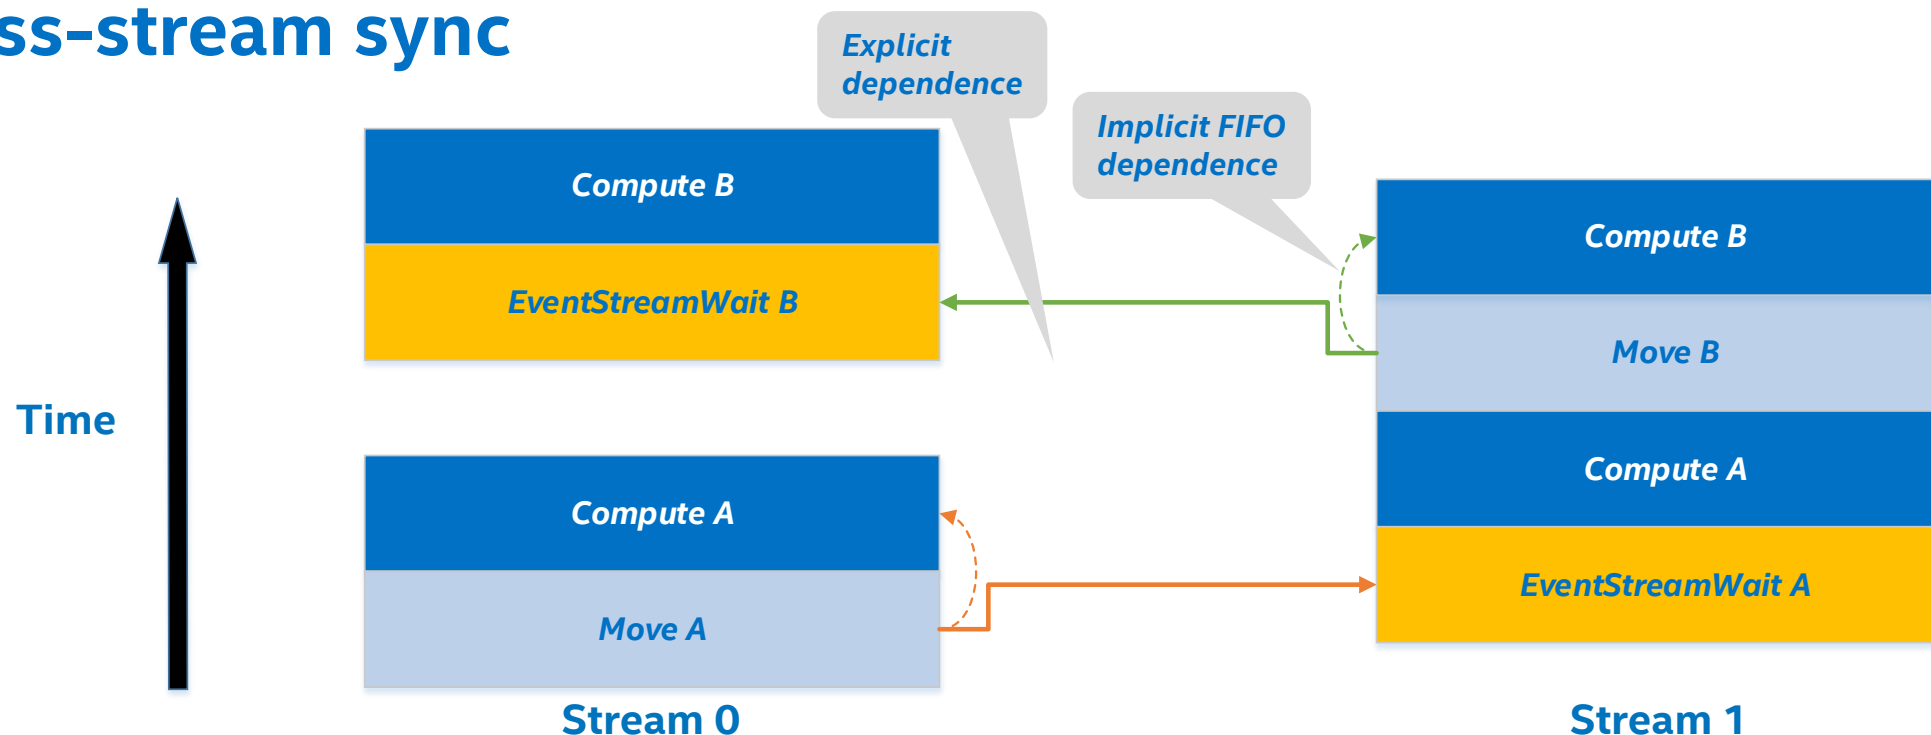 ss-stream sync
Explicit
dependence
Implicit FIFO
dependence
Compute B
EventStreamWait B
Compute A
Move A
Stream 0
Time
Compute B
Move B
Compute A
EventStreamWait A
Stream 1